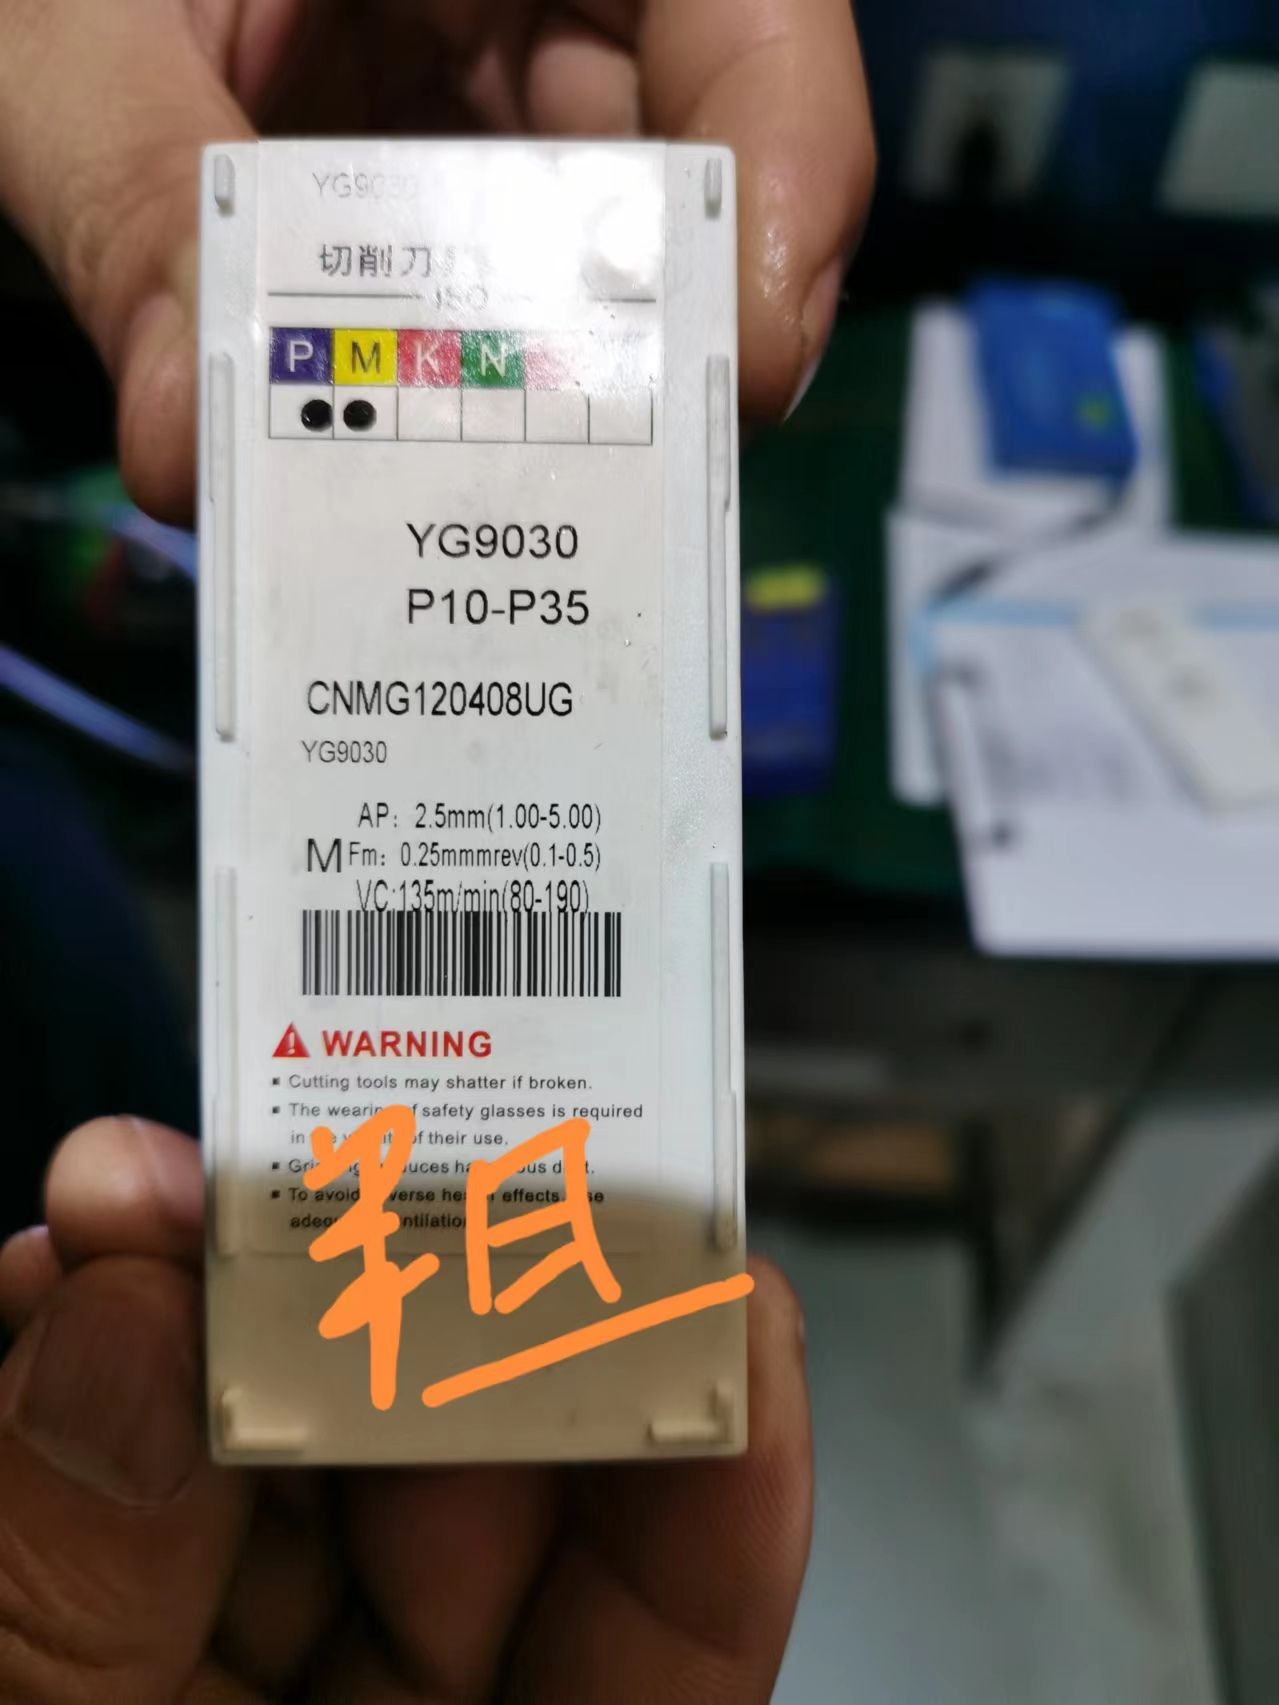 YG9030
切削刀
ISO
P M K N
YG9030
P10-P35
CNMG120408UG
YG9030
AP: 2.5mm(1.00-5.00)
M Fm: 0.25mmmrev(0.1-0.5)
VC:135m/min(80-190)
WARNING
Cutting tools may shatter if broken.
The wearing of safety glasses is required
in of their use.
To avoid effects.
粗